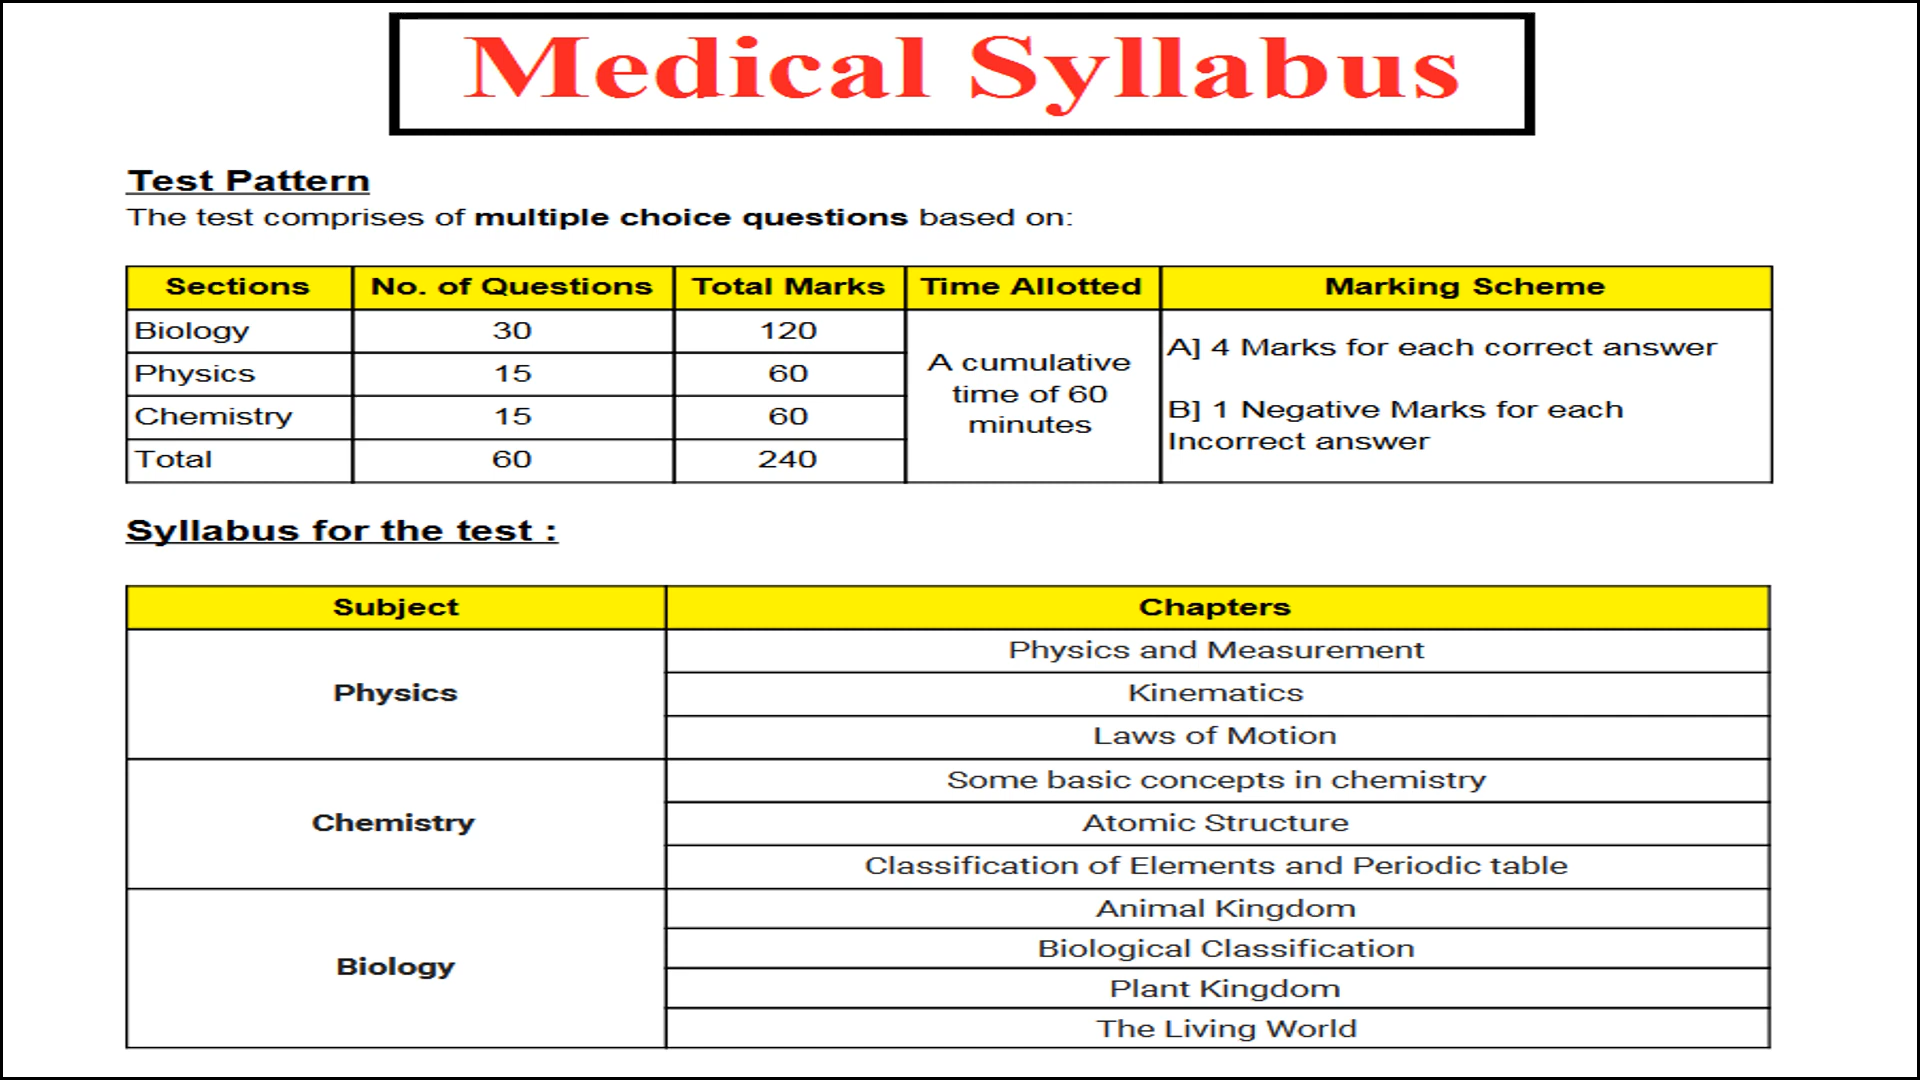 Medical Syllabus
Test Pattern
The test comprises of multiple choice questions based on:
Sections No. of Questions Total Marks Time Allotted Marking Scheme
Biology 30 120
Physics 15 60
Chemistry 15 60
Total 60 240
A cumulative
time of 60
minutes
A] 4 Marks for each correct answer
B] 1 Negative Marks for each
Incorrect answer
Syllabus for the test :
Subject Chapters
Physics
Physics and Measurement
Kinematics
Laws of Motion
Chemistry
Some basic concepts in chemistry
Atomic Structure
Classification of Elements and Periodic table
Biology
Animal Kingdom
Biological Classification
Plant Kingdom
The Living World